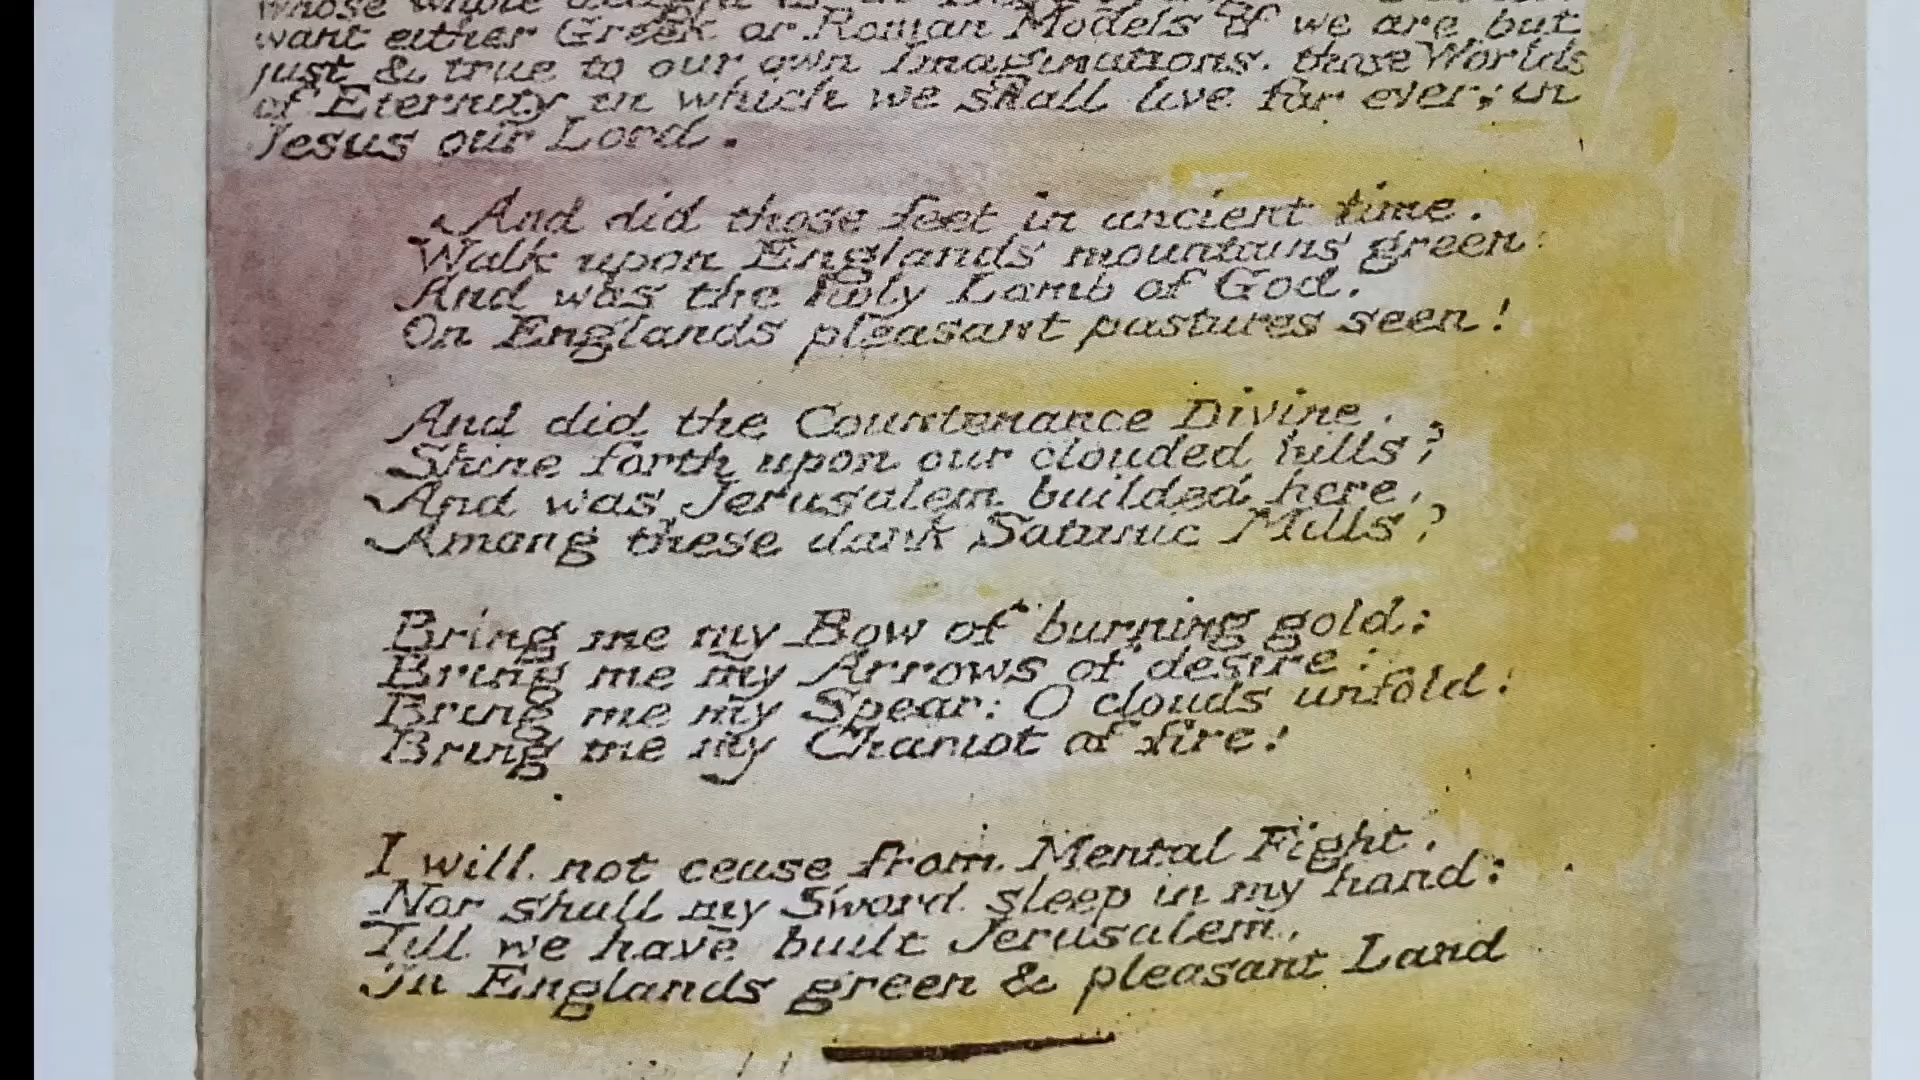 whose whole delight is in
want either Greek or Roman Models if we are but
just & true to our own Imaginations. those Worlds
of Eternity in which we shall live for ever; in
Jesus our Lord.
And did those feet in ancient time.
Walk upon Englands mountains green:
And was the holy Lamb of God.
On Englands pleasant pastures seen!
And did the Countenance Divine.
Shine forth upon our clouded hills?
And was Jerusalem builded here.
Among these dark Satanic Mills?
Bring me my Bow of burning gold:
Bring me my Arrows of desire:
Bring me my Spear: O clouds unfold!
Bring me my Chariot of fire!
I will not cease from Mental Fight.
Nor shall my Sword sleep in my hand:
Till we have built Jerusalem.
In Englands green & pleasant Land